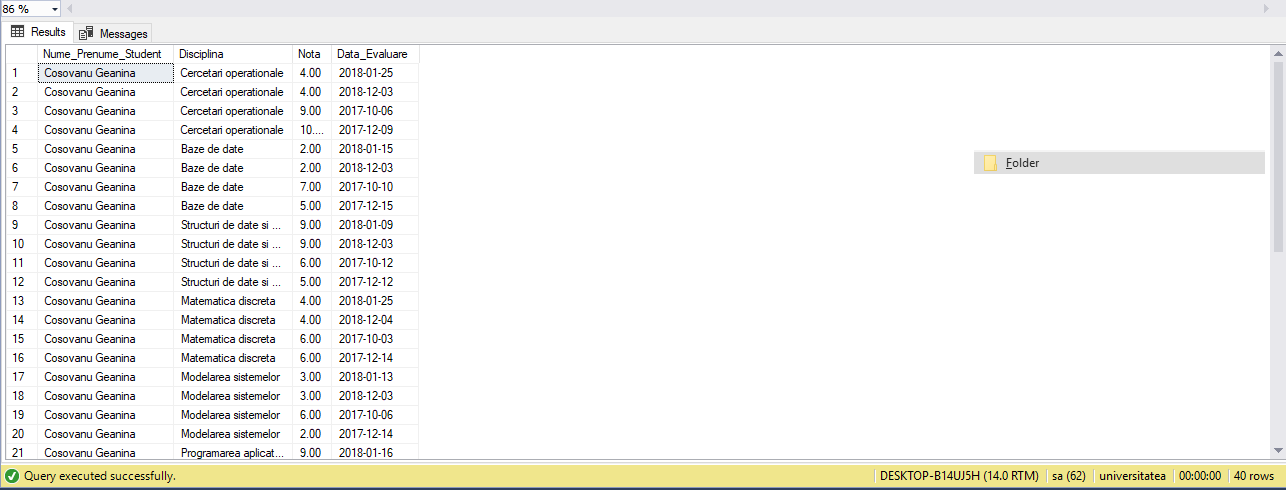 86 %
Results Messages
Nume_Prenume_Student Disciplina Nota Data_Evaluare
1 Cosovanu Geanina Cercetari operationale 4.00 2018-01-25
2 Cosovanu Geanina Cercetari operationale 4.00 2018-12-03
3 Cosovanu Geanina Cercetari operationale 9.00 2017-10-06
4 Cosovanu Geanina Cercetari operationale 10.... 2017-12-09
5 Cosovanu Geanina Baze de date 2.00 2018-01-15
6 Cosovanu Geanina Baze de date 2.00 2018-12-03
Folder
7 Cosovanu Geanina Baze de date 7.00 2017-10-10
8 Cosovanu Geanina Baze de date 5.00 2017-12-15
9 Cosovanu Geanina Structuri de date si ... 9.00 2018-01-09
10 Cosovanu Geanina Structuri de date si ... 9.00 2018-12-03
11 Cosovanu Geanina Structuri de date si ... 6.00 2017-10-12
12 Cosovanu Geanina Structuri de date si ... 5.00 2017-12-12
13 Cosovanu Geanina Matematica discreta 4.00 2018-01-25
14 Cosovanu Geanina Matematica discreta 4.00 2018-12-04
15 Cosovanu Geanina Matematica discreta 6.00 2017-10-03
16 Cosovanu Geanina Matematica discreta 6.00 2017-12-14
17 Cosovanu Geanina Modelarea sistemelor 3.00 2018-01-13
18 Cosovanu Geanina Modelarea sistemelor 3.00 2018-12-03
19 Cosovanu Geanina Modelarea sistemelor 6.00 2017-10-06
20 Cosovanu Geanina Modelarea sistemelor 2.00 2017-12-14
21 Cosovanu Geanina Programarea aplicat... 9.00 2018-01-16
Query executed successfully. DESKTOP-B14UJ5H (14.0 RTM) sa (62) universitatea 00:00:00 40 rows